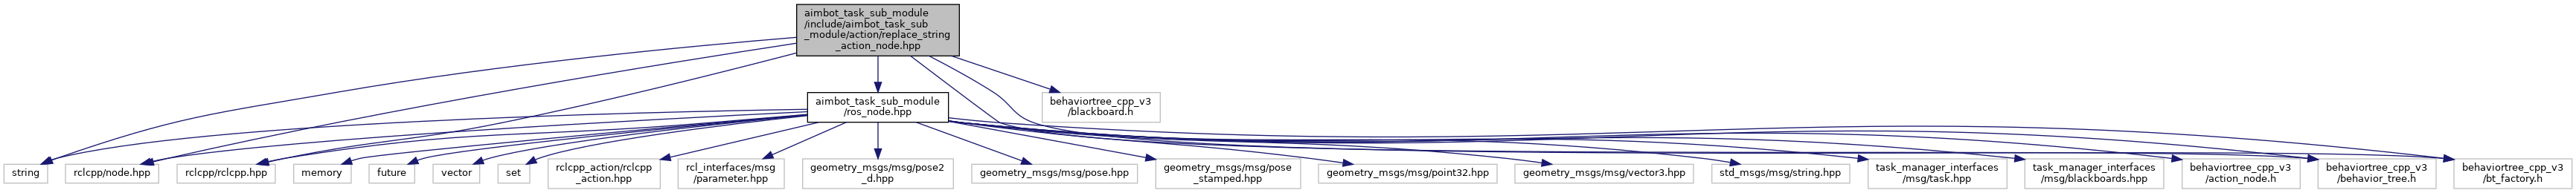 aimbot_task_sub_module
/include/aimbot_task_sub
_module/action/replace_string
_action_node.hpp
aimbot_task_sub_module
/ros_node.hpp
behaviortree_cpp_v3
/blackboard.h
string
rclcpp/node.hpp
rclcpp/rclcpp.hpp
memory
future
vector
set
rclcpp_action/rclcpp
_action.hpp
rcl_interfaces/msg
/parameter.hpp
geometry_msgs/msg/pose2
_d.hpp
geometry_msgs/msg/pose.hpp
geometry_msgs/msg/pose
_stamped.hpp
geometry_msgs/msg/point32.hpp
geometry_msgs/msg/vector3.hpp
std_msgs/msg/string.hpp
task_manager_interfaces
/msg/task.hpp
task_manager_interfaces
/msg/blackboards.hpp
behaviortree_cpp_v3
/action_node.h
behaviortree_cpp_v3
/behavior_tree.h
behaviortree_cpp_v3
/bt_factory.h